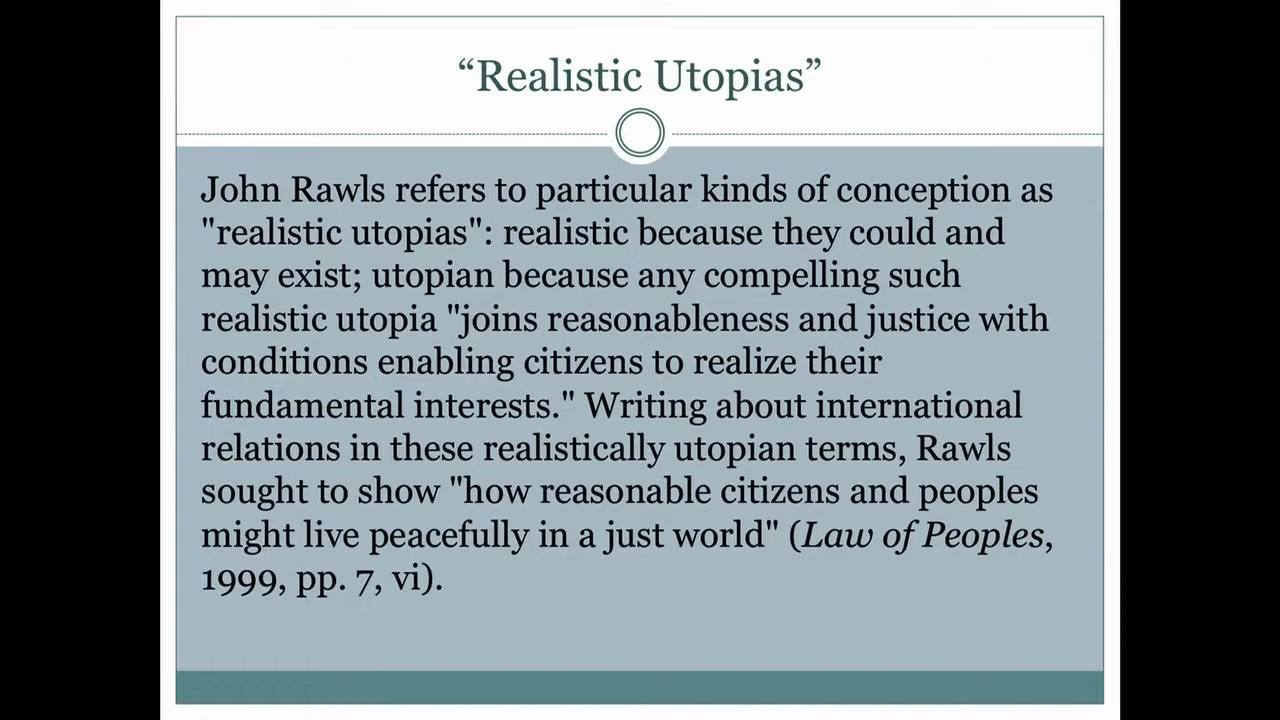 “Realistic Utopias”
John Rawls refers to particular kinds of conception as
"realistic utopias": realistic because they could and
may exist; utopian because any compelling such
realistic utopia "joins reasonableness and justice with
conditions enabling citizens to realize their
fundamental interests." Writing about international
relations in these realistically utopian terms, Rawls
sought to show "how reasonable citizens and peoples
might live peacefully in a just world" (Law of Peoples,
1999, pp. 7, vi).